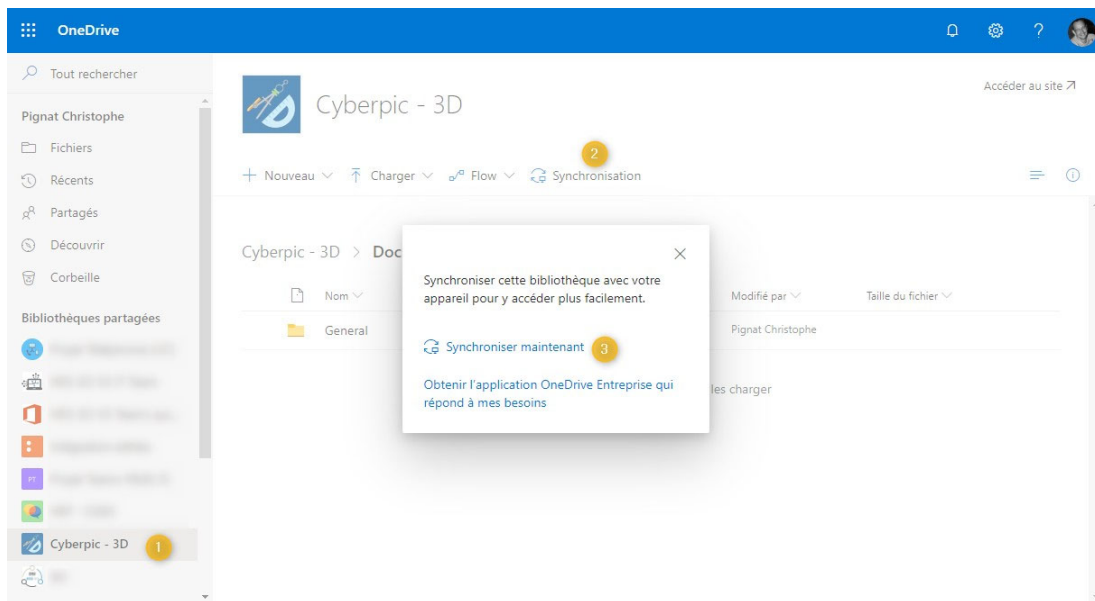 OneDrive
Tout rechercher
Pignat Christophe
Fichiers
Récents
Partagés
Découvrir
Corbeille
Bibliothèques partagées
PT
Cyberpic - 3D
1
Accéder au site
Cyberpic - 3D
2
Nouveau
Charger
Flow
Synchronisation
Cyberpic - 3D > Doc
Nom
Modifié par
Taille du fichier
General
Pignat Christophe
les charger
Synchroniser cette bibliothèque avec votre
appareil pour y accéder plus facilement.
Synchroniser maintenant
3
Obtenir l'application OneDrive Entreprise qui
répond à mes besoins